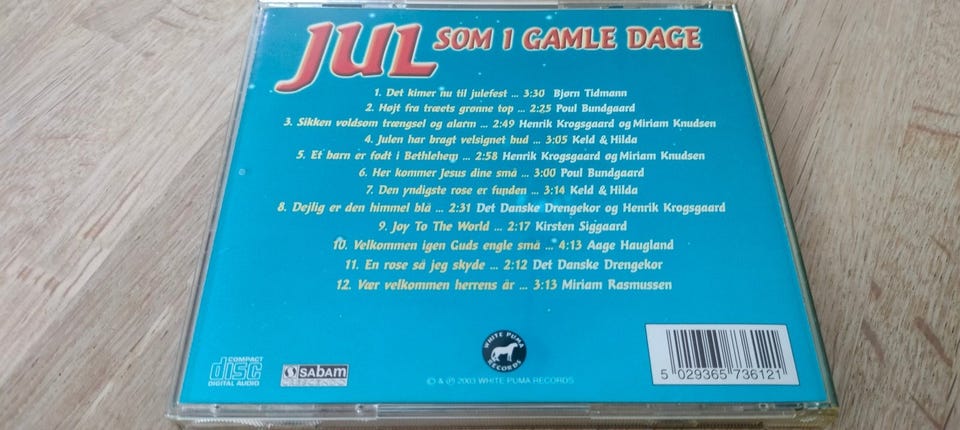 JUL SOM I GAMLE DAGE
1. Det kimer nu til julefest ... 3:30 Bjørn Tidmann
2. Højt fra træets grønne top ... 2:25 Poul Bundgaard
3. Sikken voldsom trængsel og alarm ... 2:49 Henrik Krogsgaard og Miriam Knudsen
4. Julen har bragt velsignet bud ... 3:05 Keld & Hilda
5. Et barn er født i Bethlehem ... 2:58 Henrik Krogsgaard og Miriam Knudsen
6. Her kommer Jesus dine små ... 3:00 Poul Bundgaard
7. Den yndigste rose er funden ... 3:14 Keld & Hilda
8. Dejlig er den himmel blå ... 2:31 Det Danske Drengekor og Henrik Krogsgaard
9. Joy To The World ... 2:17 Kirsten Siggaard
10. Velkommen igen Guds engle små ... 4:13 Aage Haugland
11. En rose så jeg skyde ... 2:12 Det Danske Drengekor
12. Vær velkommen herrens år ... 3:13 Miriam Rasmussen
WHITE PUMA
RECORDS
COMPACT
disc
DIGITAL AUDIO
sabam
© & ℗ 2003 WHITE PUMA RECORDS
5 029365 736121